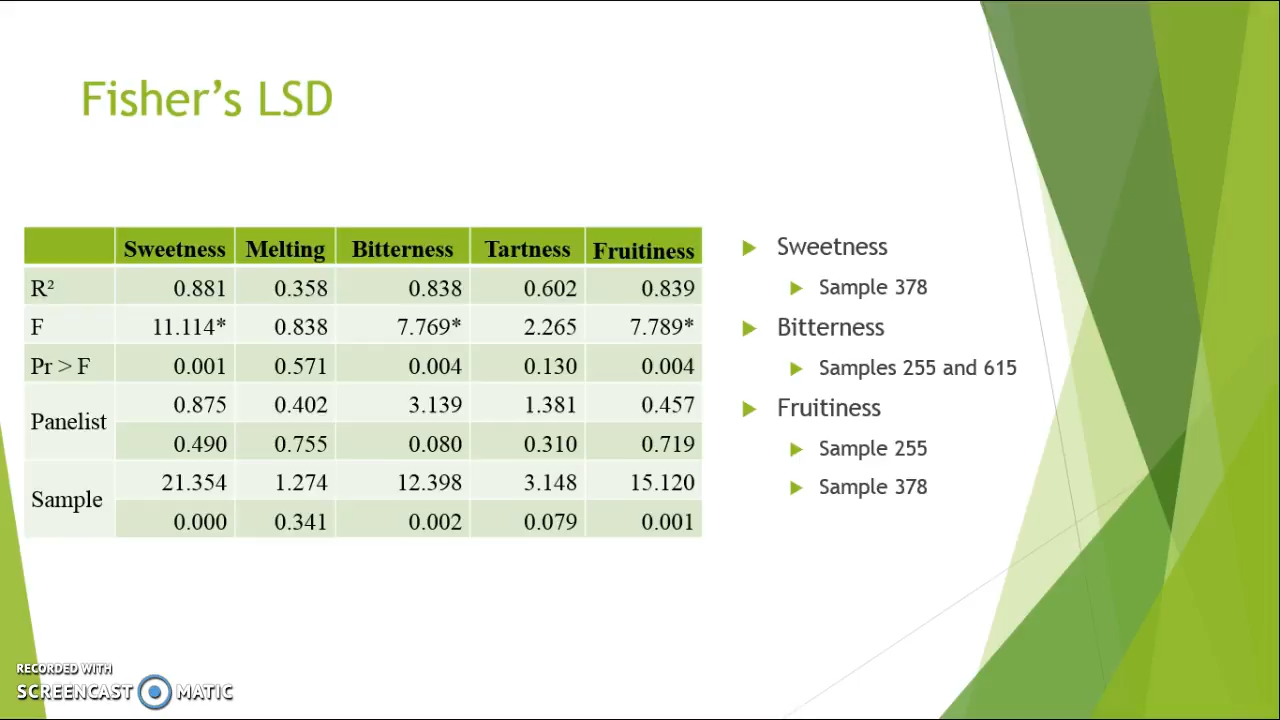 Fisher’s LSD
Sweetness Melting Bitterness Tartness Fruitiness
R² 0.881 0.358 0.838 0.602 0.839
F 11.114* 0.838 7.769* 2.265 7.789*
Pr > F 0.001 0.571 0.004 0.130 0.004
Panelist 0.875 0.402 3.139 1.381 0.457
0.490 0.755 0.080 0.310 0.719
Sample 21.354 1.274 12.398 3.148 15.120
0.000 0.341 0.002 0.079 0.001
Sweetness
Sample 378
Bitterness
Samples 255 and 615
Fruitiness
Sample 255
Sample 378
RECORDED WITH
SCREENCAST MATIC